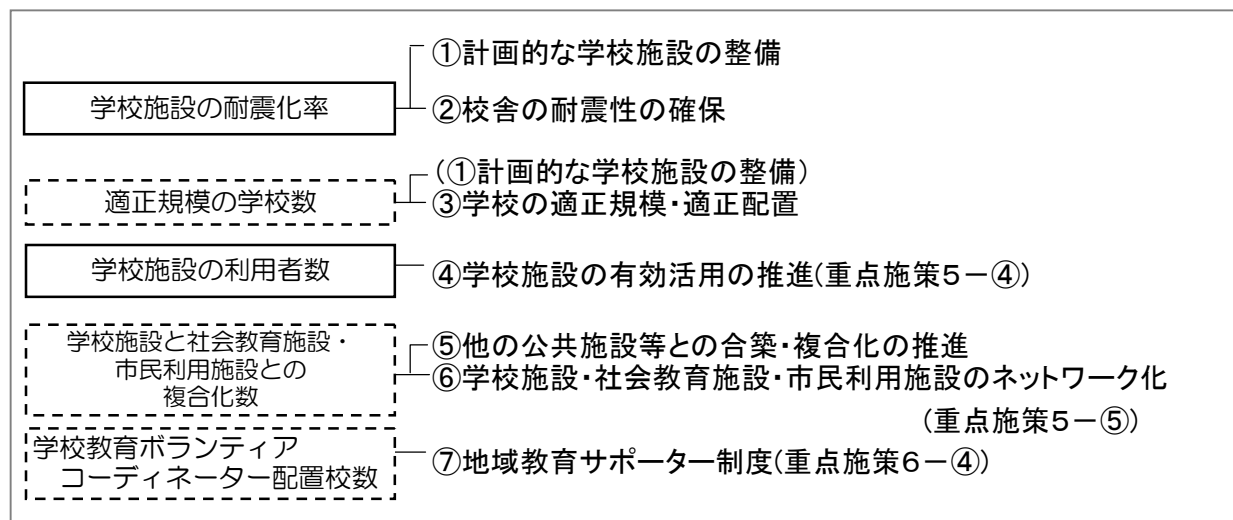 ①計画的な学校施設の整備
学校施設の耐震化率
②校舎の耐震性の確保
(①計画的な学校施設の整備)
適正規模の学校数
③学校の適正規模・適正配置
学校施設の利用者数
④学校施設の有効活用の推進(重点施策5-④)
学校施設と社会教育施設・
市民利用施設との
複合化数
⑤他の公共施設等との合築・複合化の推進
⑥学校施設・社会教育施設・市民利用施設のネットワーク化
(重点施策5-⑤)
学校教育ボランティア
コーディネーター配置校数
⑦地域教育サポーター制度(重点施策6-④)